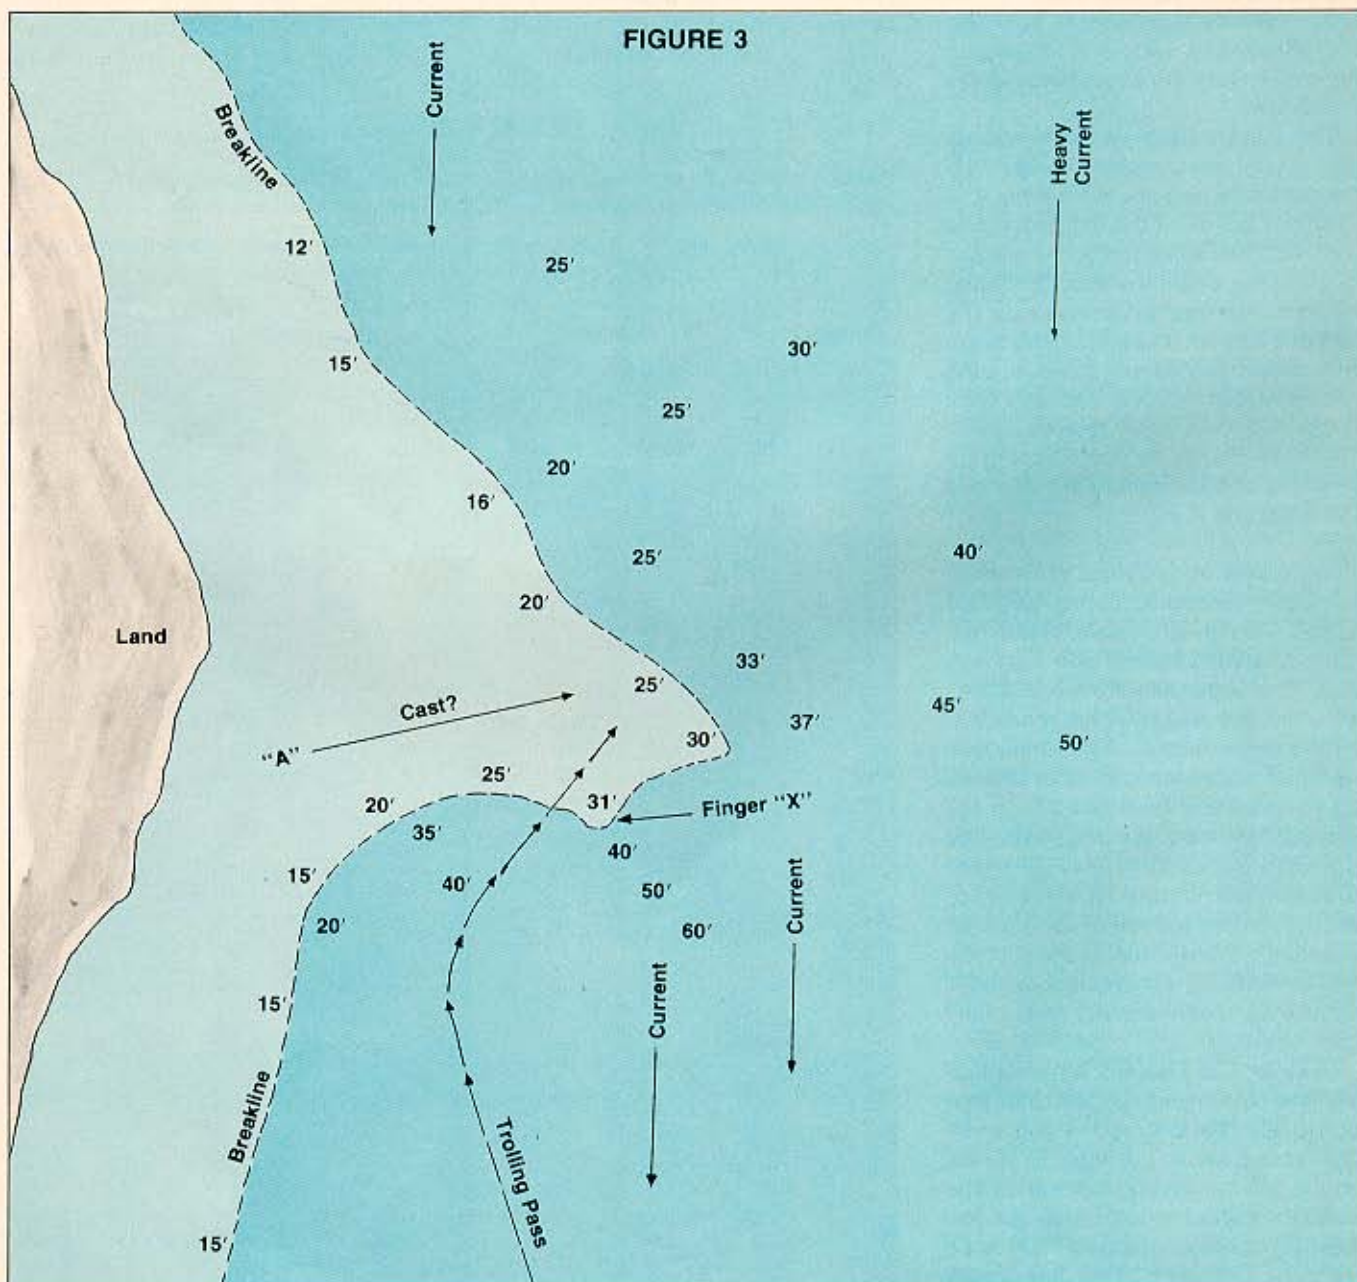 FIGURE 3
Current
Heavy
Current
Breakline
12'
25'
15'
30'
25'
20'
16'
25'
40'
20'
Land
33'
25'
45'
Cast?
37'
30'
50'
"A"
25'
20'
31'
Finger "X"
35'
40'
15'
40'
50'
20'
60'
Current
15'
Current
Breakline
Trolling Pass
15'